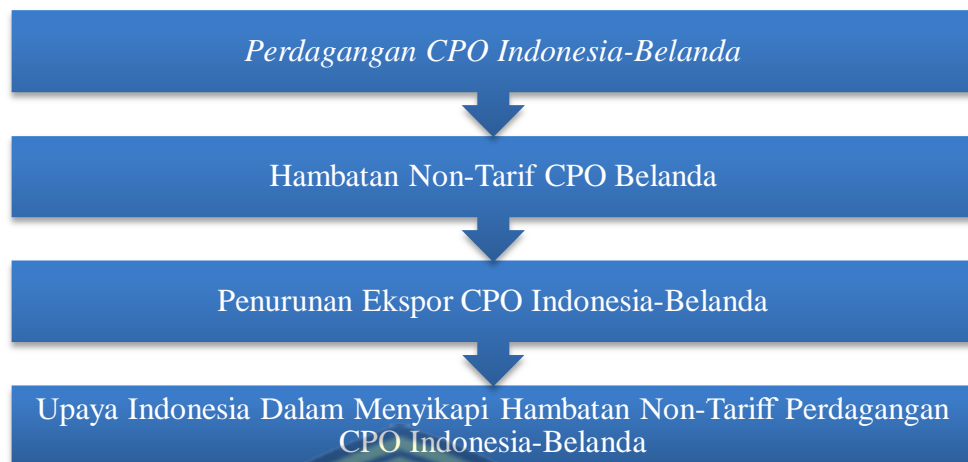 Perdagangan CPO Indonesia-Belanda
Hambatan Non-Tarif CPO Belanda
Penurunan Ekspor CPO Indonesia-Belanda
Upaya Indonesia Dalam Menyikapi Hambatan Non-Tariff Perdagangan
CPO Indonesia-Belanda